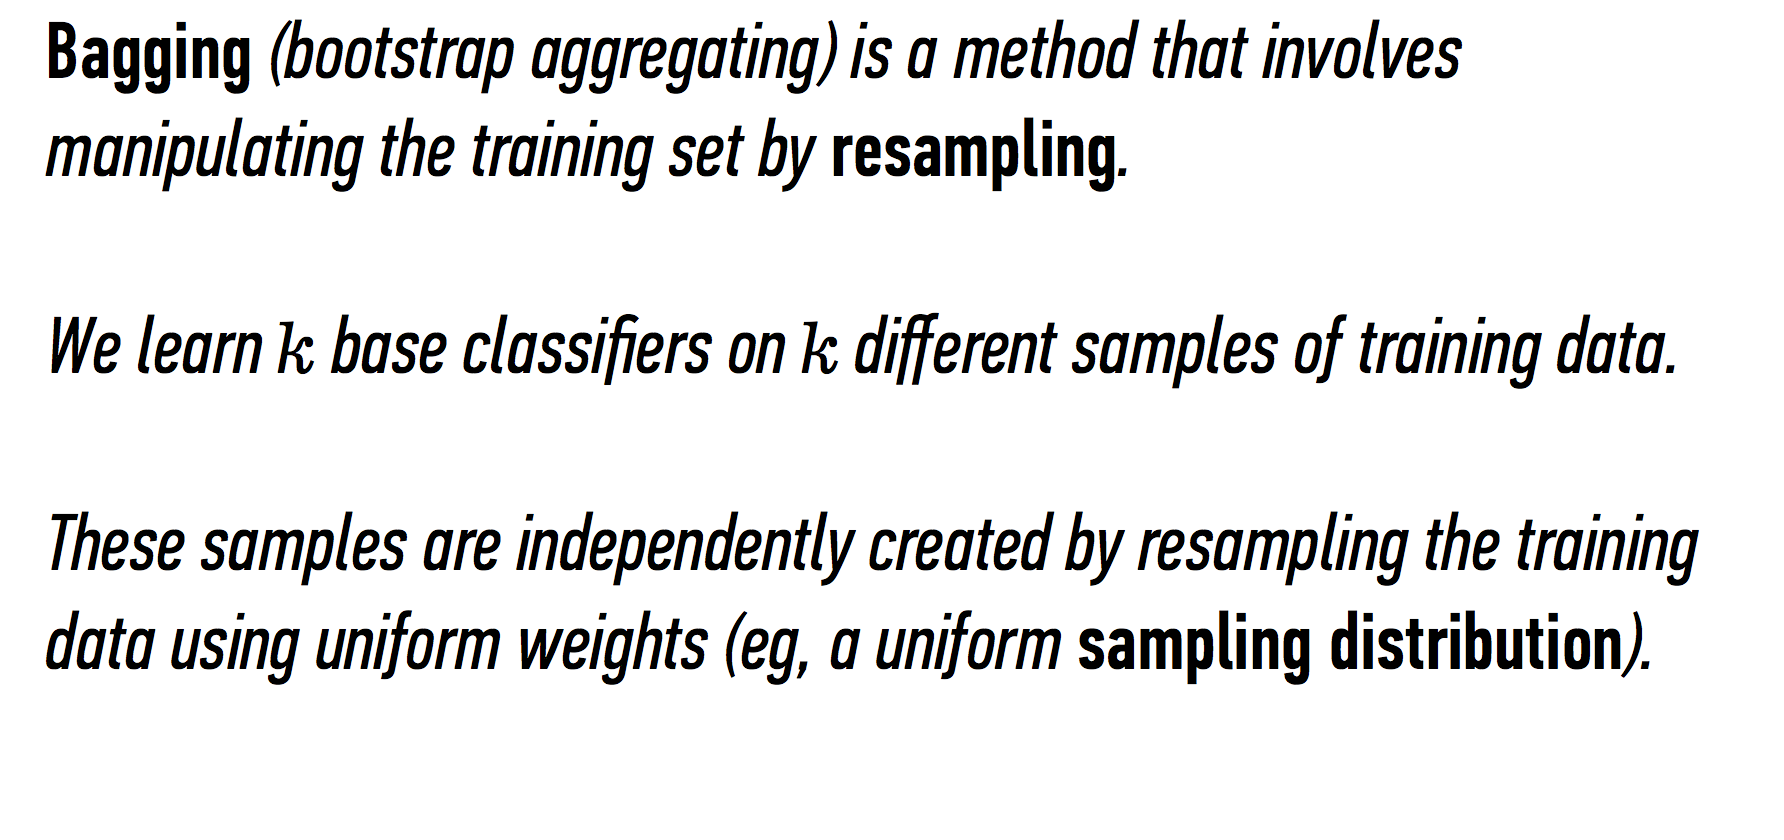 Bagging (bootstrap aggregating) is a method that involves
manipulating the training set by resampling.
We learn k base classifiers on k different samples of training data.
These samples are independently created by resampling the training
data using uniform weights (eg, a uniform sampling distribution).